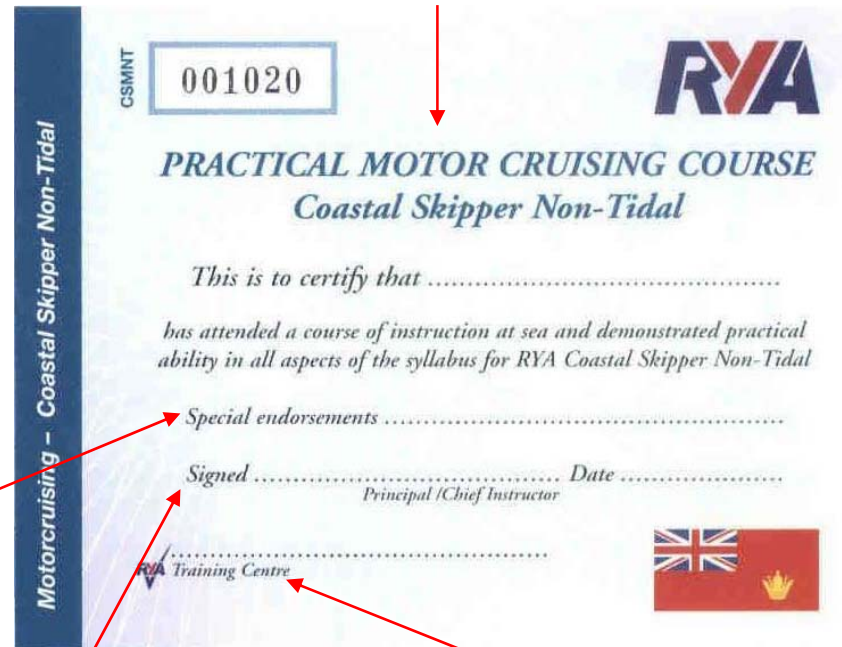 CSMNT
001020
RYA
PRACTICAL MOTOR CRUISING COURSE
Coastal Skipper Non-Tidal
This is to certify that ............................................
has attended a course of instruction at sea and demonstrated practical
ability in all aspects of the syllabus for RYA Coastal Skipper Non-Tidal
Special endorsements ....................................................
Signed ........................................ Date .....................
Principal /Chief Instructor
..................................................
RYA Training Centre
Motorcruising – Coastal Skipper Non-Tidal